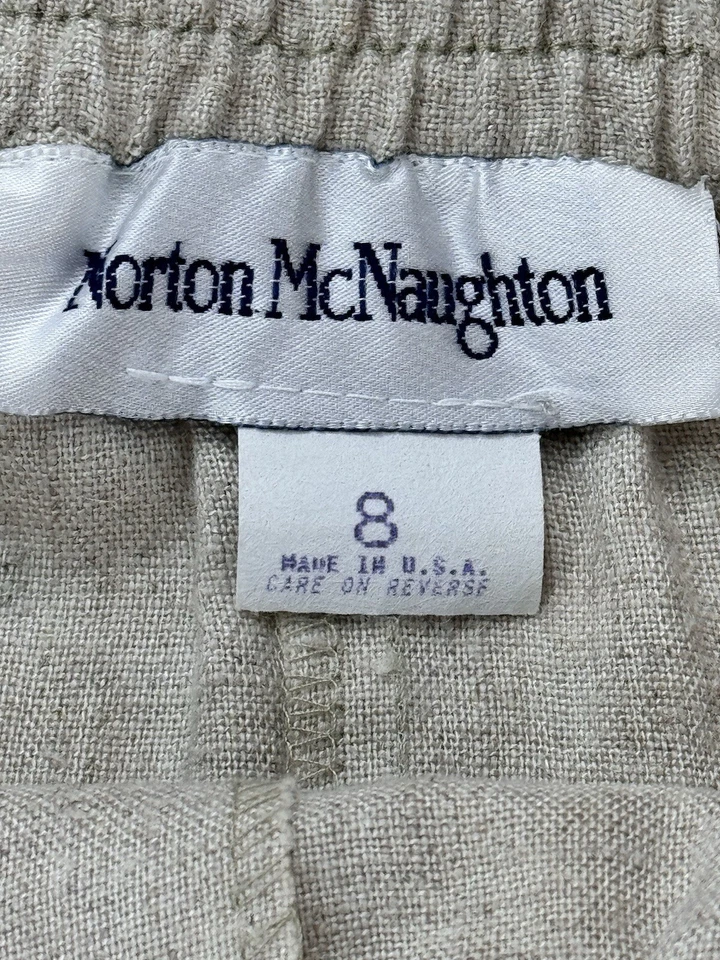 Norton McNaughton
8
MADE IN U.S.A.
CARE ON REVERSE